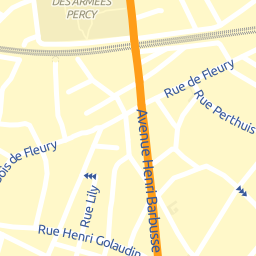 DES ARMÉES
PERCY
Rue de Fleury
Rue Perthuis
Avenue Henri Barbusse
ois de Fleury
Rue Lily
Rue Henri Golaudin